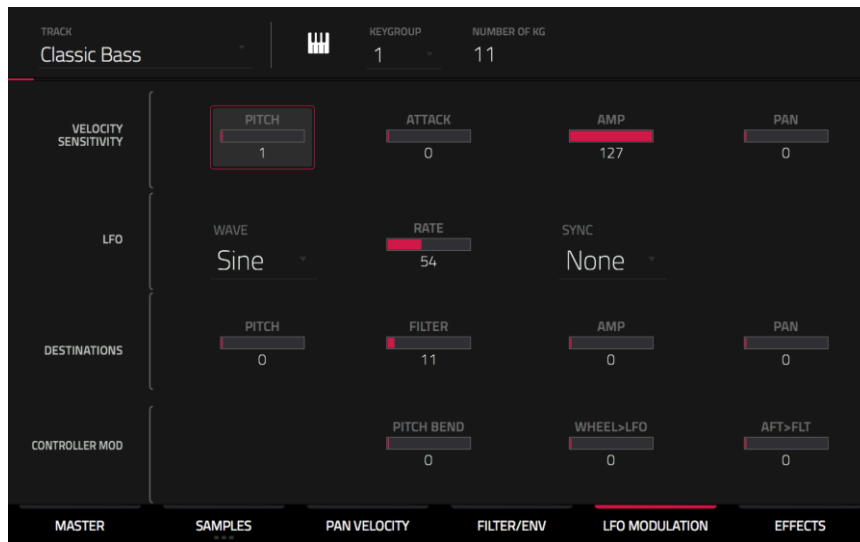 TRACK KEYGROUP NUMBER OF KG
Classic Bass 1 11
VELOCITY
SENSITIVITY
PITCH ATTACK AMP PAN
1 0 127 0
LFO
WAVE RATE SYNC
Sine 54 None
DESTINATIONS
PITCH FILTER AMP PAN
0 11 0 0
CONTROLLER MOD
PITCH BEND WHEEL>LFO AFT>FLT
0 0 0
MASTER SAMPLES PAN VELOCITY FILTER/ENV LFO MODULATION EFFECTS